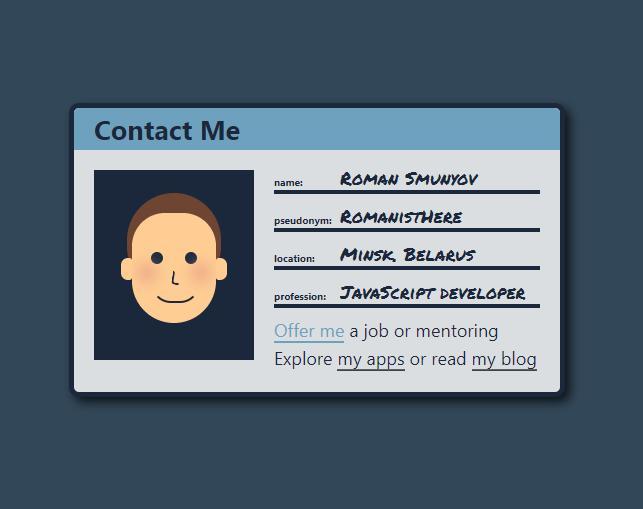 Contact Me
name: Roman Smunyov
pseudonym: RomanistHere
location: Minsk, Belarus
profession: JavaScript developer
Offer me a job or mentoring
Explore my apps or read my blog